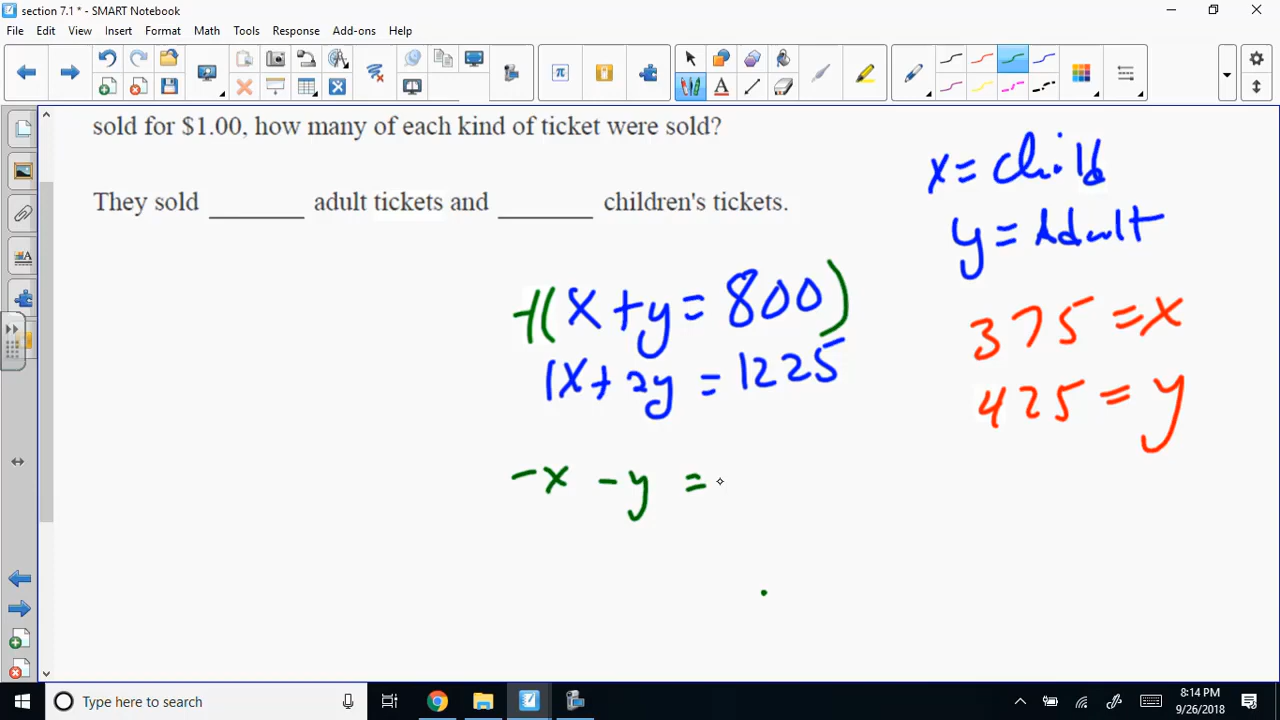 section 7.1 * - SMART Notebook
File Edit View Insert Format Math Tools Response Add-ons Help
sold for $1.00, how many of each kind of ticket were sold?
They sold ________ adult tickets and ________ children's tickets.
x = child
y = Adult
-1(x + y = 800)
1x + 2y = 1225
375 = x
425 = y
-x - y =
Type here to search
8:14 PM
9/26/2018